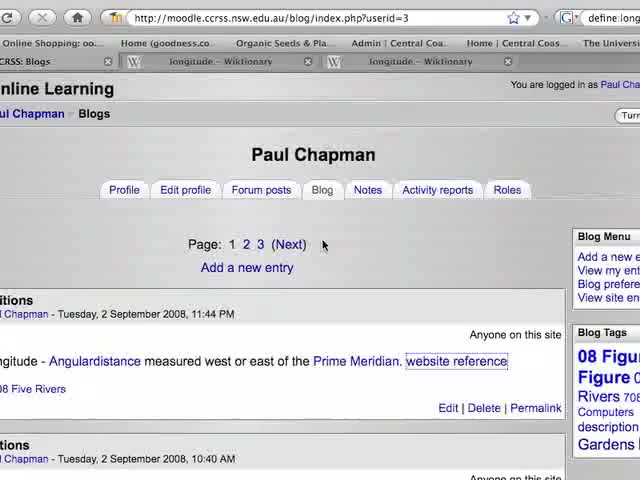 http://moodle.ccrss.nsw.edu.au/blog/index.php?userid=3
define:long
Online Shopping: oo...
Home (goodness.co.
Organic Seeds & Pla...
Admin | Central Coa...
Home | Central Coas...
The Universi
CRSS: Blogs
longitude – Wiktionary
longitude – Wiktionary
nline Learning
You are logged in as Paul Cha
ul Chapman
Blogs
Turn
Paul Chapman
Profile
Edit profile
Forum posts
Blog
Notes
Activity reports
Roles
Page: 1 2 3 (Next)
Add a new entry
Blog Menu
Add a new e
View my ent
Blog prefere
View site en
itions
l Chapman - Tuesday, 2 September 2008, 11:44 PM
Anyone on this site
ngitude - Angulardistance measured west or east of the Prime Meridian. website reference
08 Five Rivers
Edit | Delete | Permalink
Blog Tags
08 Figu
Figure
Rivers 708
Computers
description
Gardens
itions
l Chapman - Tuesday, 2 September 2008, 10:40 AM
Anyone on this site